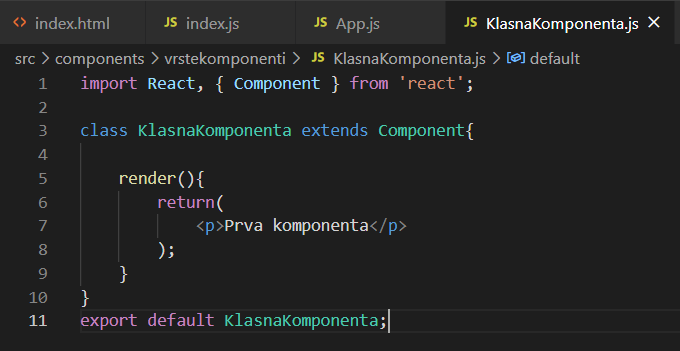 <> index.html JS index.js JS App.js JS KlasnaKomponenta.js ×
src > components > vrstekomponenti > JS KlasnaKomponenta.js > default
1 import React, { Component } from 'react';
2
3 class KlasnaKomponenta extends Component{
4
5 render(){
6 return(
7 <p>Prva komponenta</p>
8 );
9 }
10 }
11 export default KlasnaKomponenta;